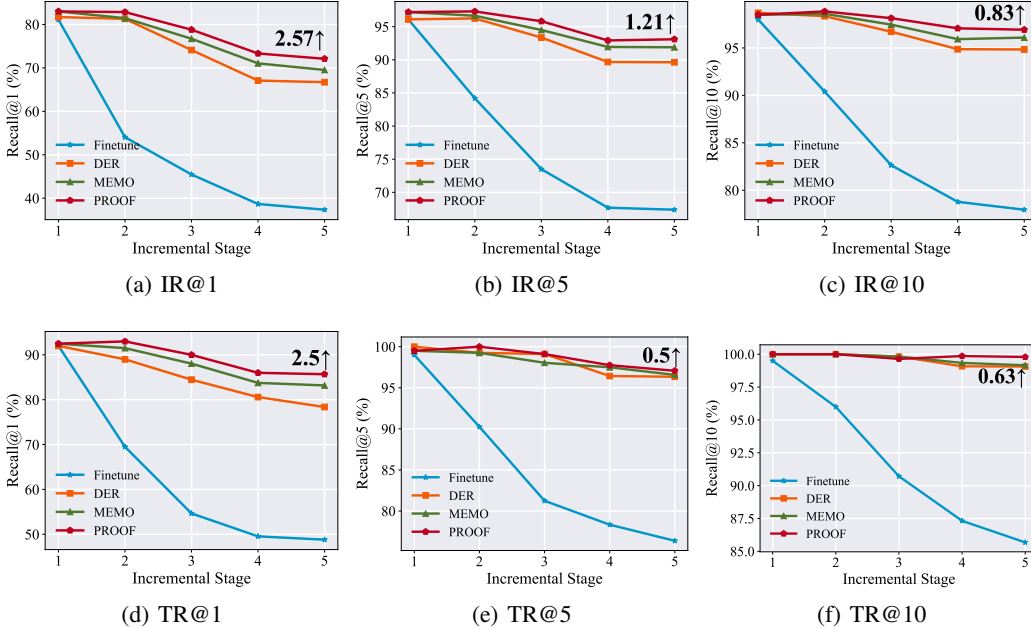 80
70
60
50
40
Recall@1 (%)
2.57↑
Finetune
DER
MEMO
PROOF
1 2 3 4 5
Incremental Stage
(a) IR@1
95
90
85
80
75
70
Recall@5 (%)
1.21↑
Finetune
DER
MEMO
PROOF
1 2 3 4 5
Incremental Stage
(b) IR@5
95
90
85
80
Recall@10 (%)
0.83↑
Finetune
DER
MEMO
PROOF
1 2 3 4 5
Incremental Stage
(c) IR@10
90
80
70
60
50
Recall@1 (%)
2.5↑
Finetune
DER
MEMO
PROOF
1 2 3 4 5
Incremental Stage
(d) TR@1
100
95
90
85
80
Recall@5 (%)
0.5↑
Finetune
DER
MEMO
PROOF
1 2 3 4 5
Incremental Stage
(e) TR@5
100.0
97.5
95.0
92.5
90.0
87.5
85.0
Recall@10 (%)
0.63↑
Finetune
DER
MEMO
PROOF
1 2 3 4 5
Incremental Stage
(f) TR@10